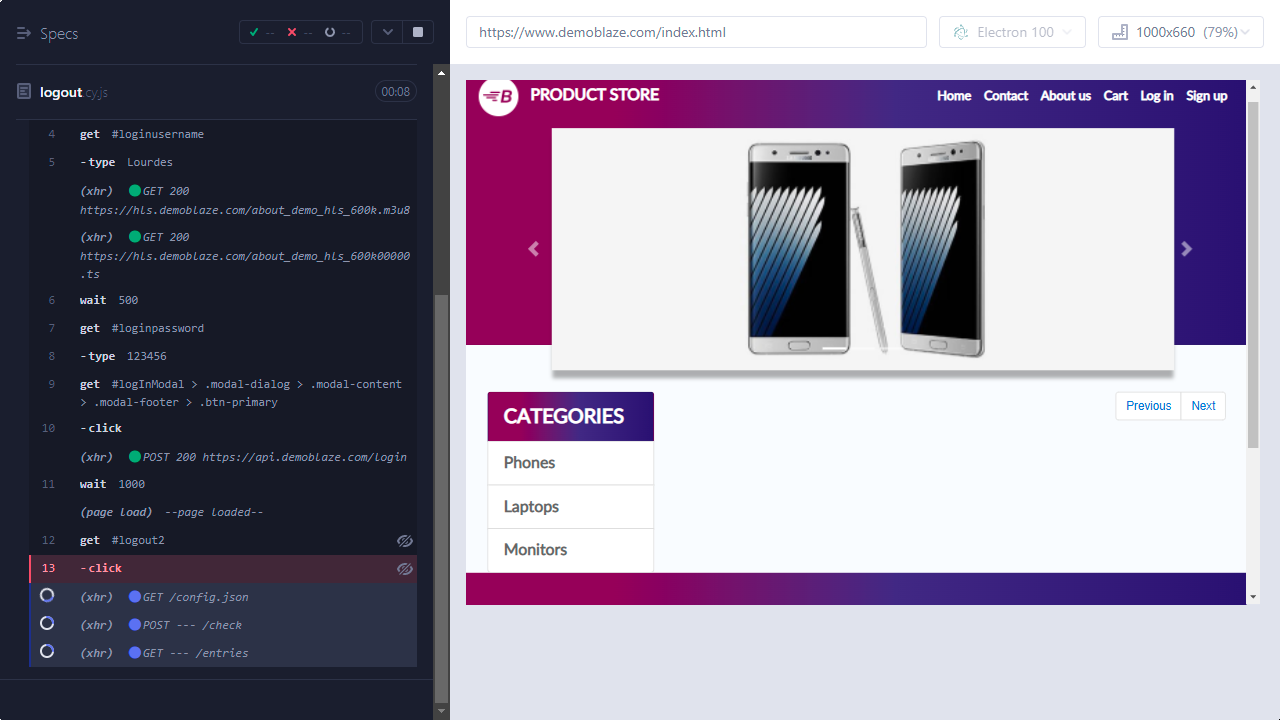 Specs
-- -- --
logout.cy.js
00:08
4 get #loginusername
5 -type Lourdes
(xhr) GET 200
https://hls.demoblaze.com/about_demo_hls_600k.m3u8
(xhr) GET 200
https://hls.demoblaze.com/about_demo_hls_600k00000
.ts
6 wait 500
7 get #loginpassword
8 -type 123456
9 get #logInModal > .modal-dialog > .modal-content
> .modal-footer > .btn-primary
10 -click
(xhr) POST 200 https://api.demoblaze.com/login
11 wait 1000
(page load) --page loaded--
12 get #logout2
13 -click
(xhr) GET /config.json
(xhr) POST --- /check
(xhr) GET --- /entries
https://www.demoblaze.com/index.html
Electron 100
1000x660 (79%)
B PRODUCT STORE
Home Contact About us Cart Log in Sign up
CATEGORIES
Phones
Laptops
Monitors
Previous Next